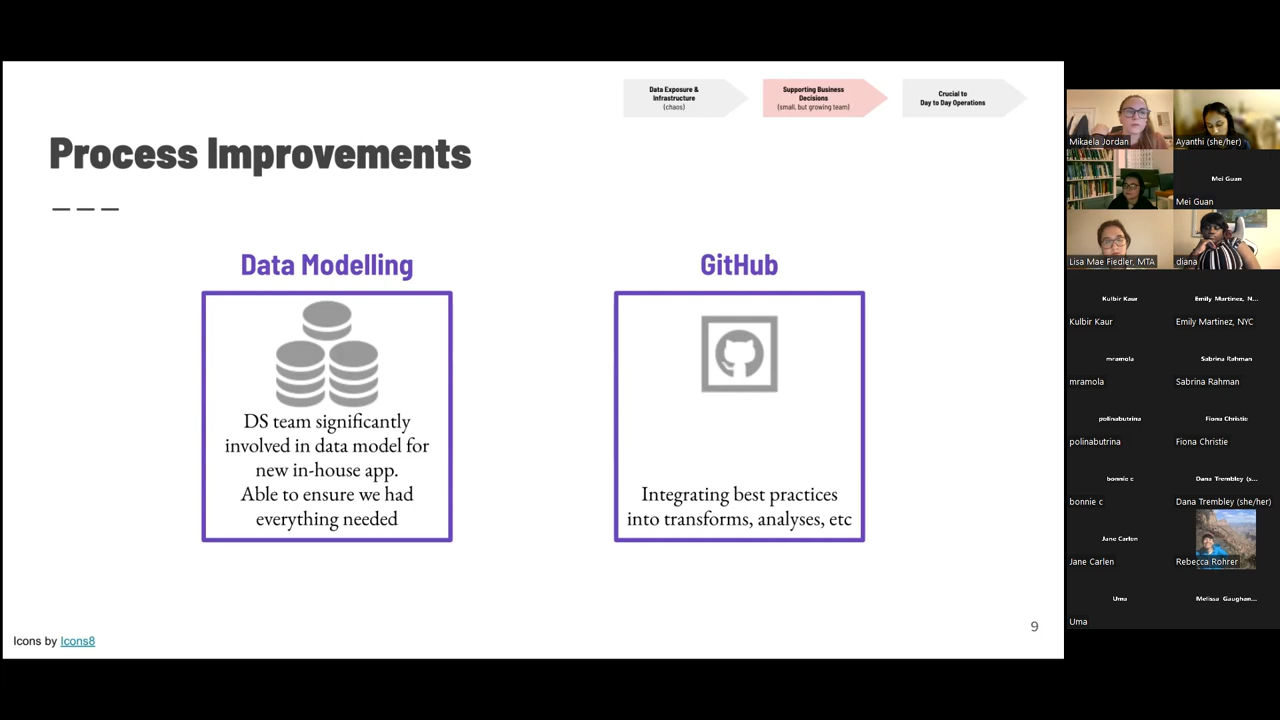 Data Exposure &
Infrastructure
(chaos)
Supporting Business
Decisions
(small, but growing team)
Crucial to
Day to Day Operations
Process Improvements
Data Modelling
DS team significantly
involved in data model for
new in-house app.
Able to ensure we had
everything needed
GitHub
Integrating best practices
into transforms, analyses, etc
9
Icons by Icons8
Mikaela Jordan
Ayanthi (she/her)
Mei Guan
Mei Guan
Lisa Mae Fiedler, MTA
diana
Kulbir Kaur
Emily Martinez, N...
Kulbir Kaur
Emily Martinez, NYC
mramola
Sabrina Rahman
mramola
Sabrina Rahman
polinabutrina
Fiona Christie
polinabutrina
Fiona Christie
bonnie c
Dana Trembley (s...
bonnie c
Dana Trembley (she/her)
Jane Carlen
Jane Carlen
Rebecca Rohrer
Uma
Melissa Gaughan...
Uma